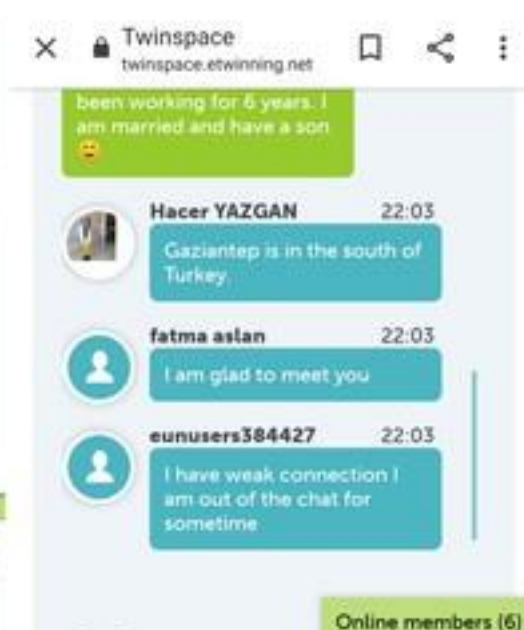 Twinspace
twinspace.etwinning.net
been working for 6 years. I
am married and have a son
Hacer YAZGAN 22:03
Gaziantep is in the south of
Turkey.
fatma aslan 22:03
I am glad to meet you
eunusers384427 22:03
I have weak connection I
am out of the chat for
sometime
Online members (6)